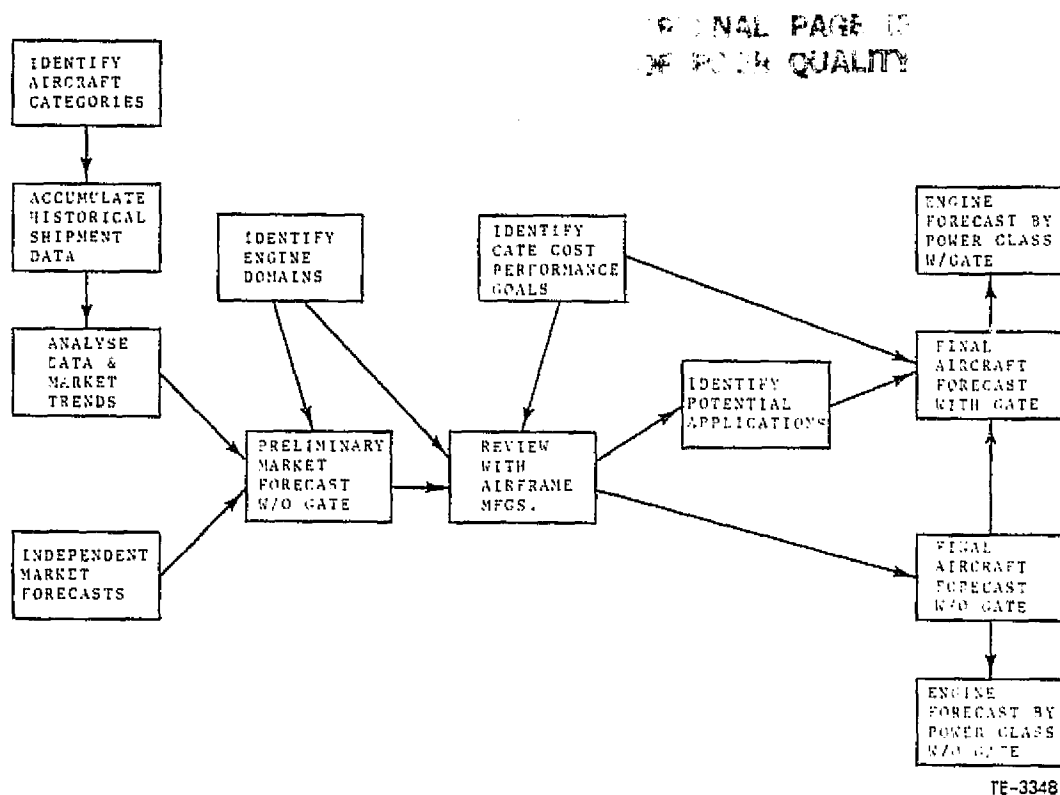 NAL PAGE
OF POOR QUALITY
IDENTIFY
AIRCRAFT
CATEGORIES
ACCUMULATE
HISTORICAL
SHIPMENT
DATA
ANALYSE
DATA &
MARKET
TRENDS
INDEPENDENT
MARKET
FORECASTS
IDENTIFY
ENGINE
DOMAINS
PRELIMINARY
MARKET
FORECAST
W/O GATE
IDENTIFY
GATE COST
PERFORMANCE
GOALS
REVIEW
WITH
AIRFRAME
MFGS.
IDENTIFY
POTENTIAL
APPLICATIONS
ENGINE
FORECAST BY
POWER CLASS
W/GATE
FINAL
AIRCRAFT
FORECAST
WITH GATE
FINAL
AIRCRAFT
FORECAST
W/O GATE
ENGINE
FORECAST BY
POWER CLASS
W/O GATE
TE-3348